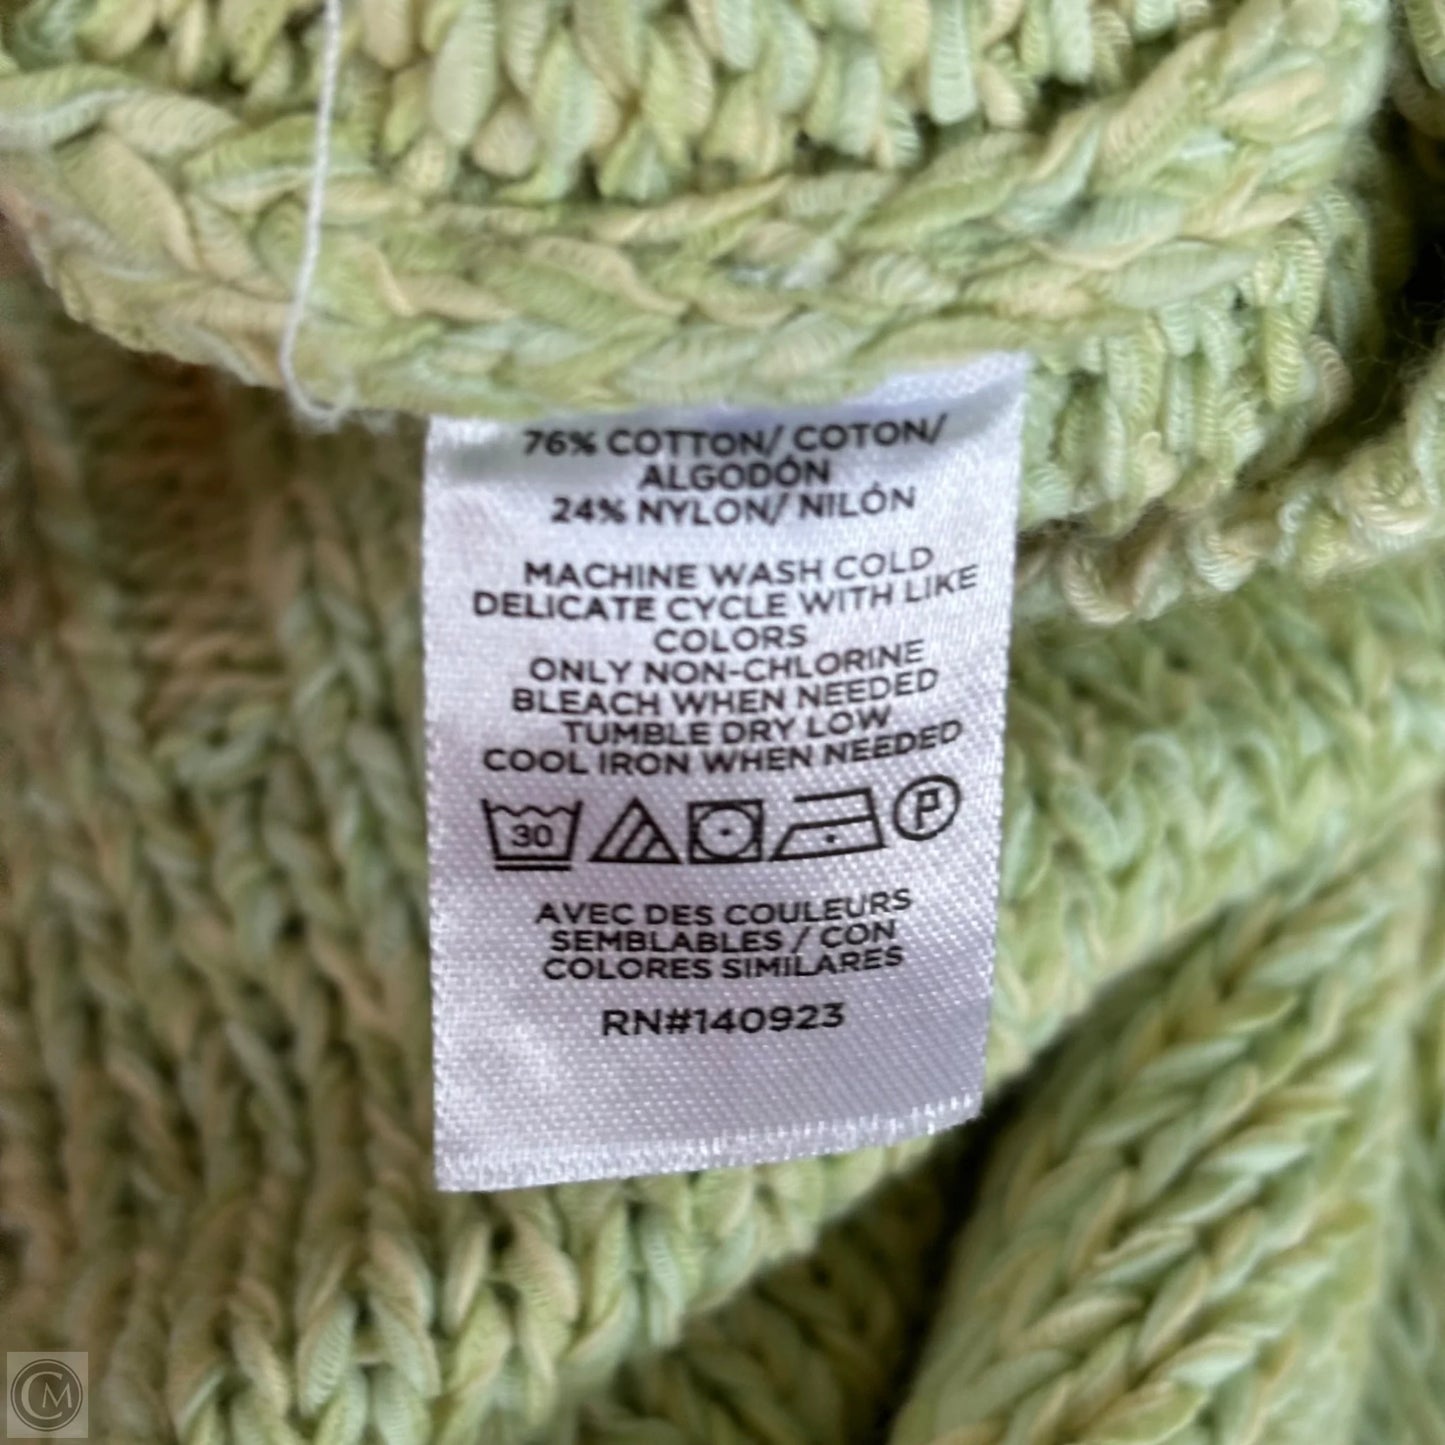 76% COTTON/ COTON/
ALGODÓN
24% NYLON/ NILÓN
MACHINE WASH COLD
DELICATE CYCLE WITH LIKE
COLORS
ONLY NON-CHLORINE
BLEACH WHEN NEEDED
TUMBLE DRY LOW
COOL IRON WHEN NEEDED
30 P
AVEC DES COULEURS
SEMBLABLES / CON
COLORES SIMILARES
RN#140923
CM